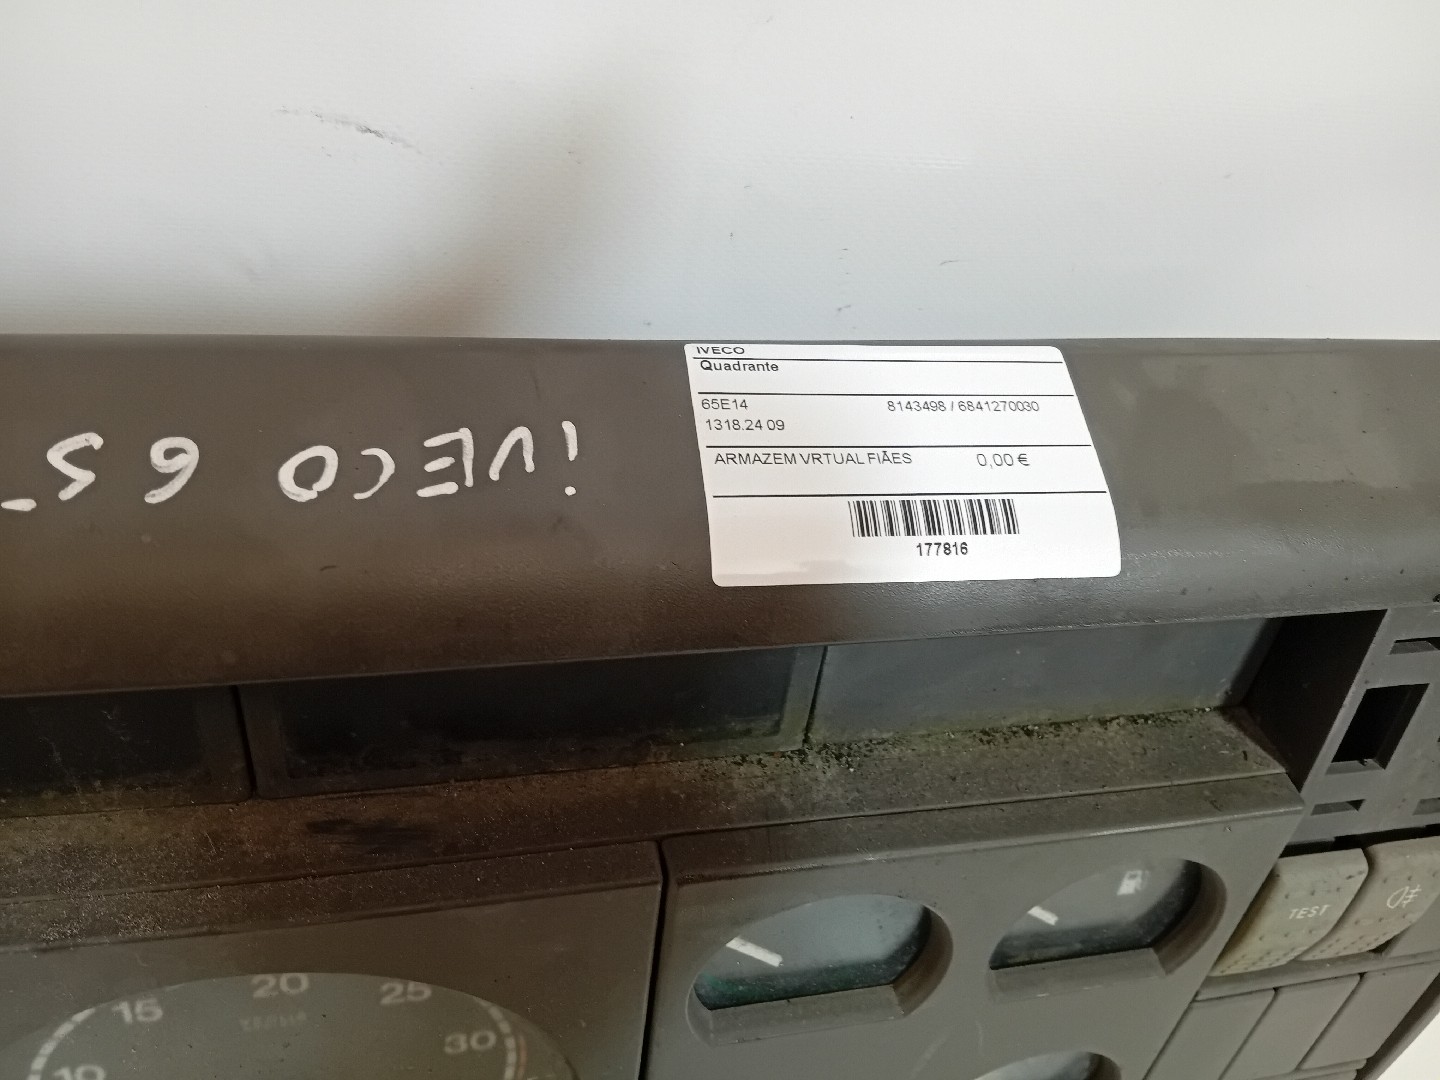 IVECO
Quadrante
65E14 8143498 / 6841270030
1318.24 09
ARMAZEM VRTUAL FIÃES 0,00 €
177816
iVECO 65
10 15 20 25 30
TEST